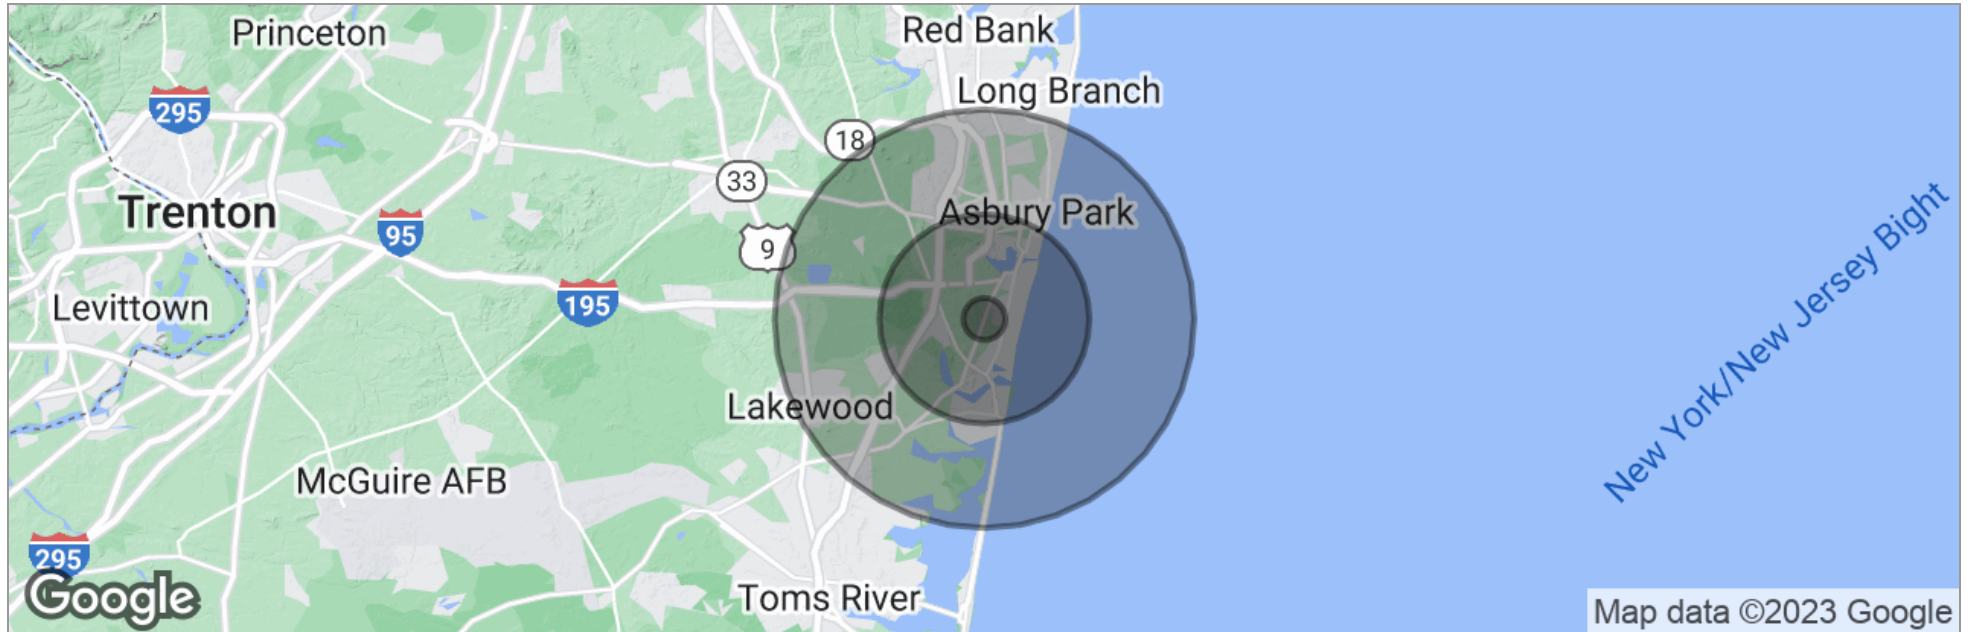 Princeton
Red Bank
Long Branch
295
18
33
Trenton
Asbury Park
95
9
195
Levittown
New York/New Jersey Bight
Lakewood
McGuire AFB
295
Google
Toms River
Map data ©2023 Google